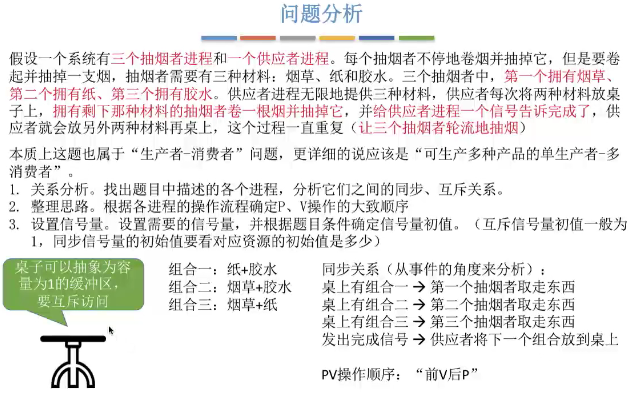 问题分析
假设一个系统有三个抽烟者进程和一个供应者进程。每个抽烟者不停地卷烟并抽掉它，但是要卷
起并抽掉一支烟，抽烟者需要有三种材料：烟草、纸和胶水。三个抽烟者中，第一个拥有烟草、
第二个拥有纸、第三个拥有胶水。供应者进程无限地提供三种材料，供应者每次将两种材料放桌
子上，拥有剩下那种材料的抽烟者卷一根烟并抽掉它，并给供应者进程一个信号告诉完成了，供
应者就会放另外两种材料再桌上，这个过程一直重复（让三个抽烟者轮流地抽烟）
本质上这题也属于“生产者-消费者”问题，更详细的说应该是“可生产多种产品的单生产者-多
消费者”。
1. 关系分析。找出题目中描述的各个进程，分析它们之间的同步、互斥关系。
2. 整理思路。根据各进程的操作流程确定P、V操作的大致顺序
3. 设置信号量。设置需要的信号量，并根据题目条件确定信号量初值。（互斥信号量初值一般为
1，同步信号量的初始值要看对应资源的初始值是多少）
桌子可以抽象为容
量为1的缓冲区，
要互斥访问
组合一：纸+胶水
组合二：烟草+胶水
组合三：烟草+纸
同步关系（从事件的角度来分析）：
桌上有组合一 → 第一个抽烟者取走东西
桌上有组合二 → 第二个抽烟者取走东西
桌上有组合三 → 第三个抽烟者取走东西
发出完成信号 → 供应者将下一个组合放到桌上
PV操作顺序：“前V后P”